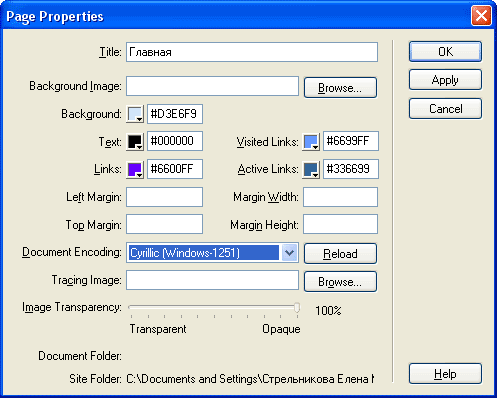 Page Properties
Title: Главная OK
Background Image: Browse... Apply
Background: #D3E6F9 Cancel
Text: #000000 Visited Links: #6699FF
Links: #6600FF Active Links: #336699
Left Margin: Margin Width:
Top Margin: Margin Height:
Document Encoding: Cyrillic (Windows-1251) Reload
Tracing Image: Browse...
Image Transparency: 100%
Transparent Opaque
Document Folder:
Site Folder: C:\Documents and Settings\Стрельникова Елена Help